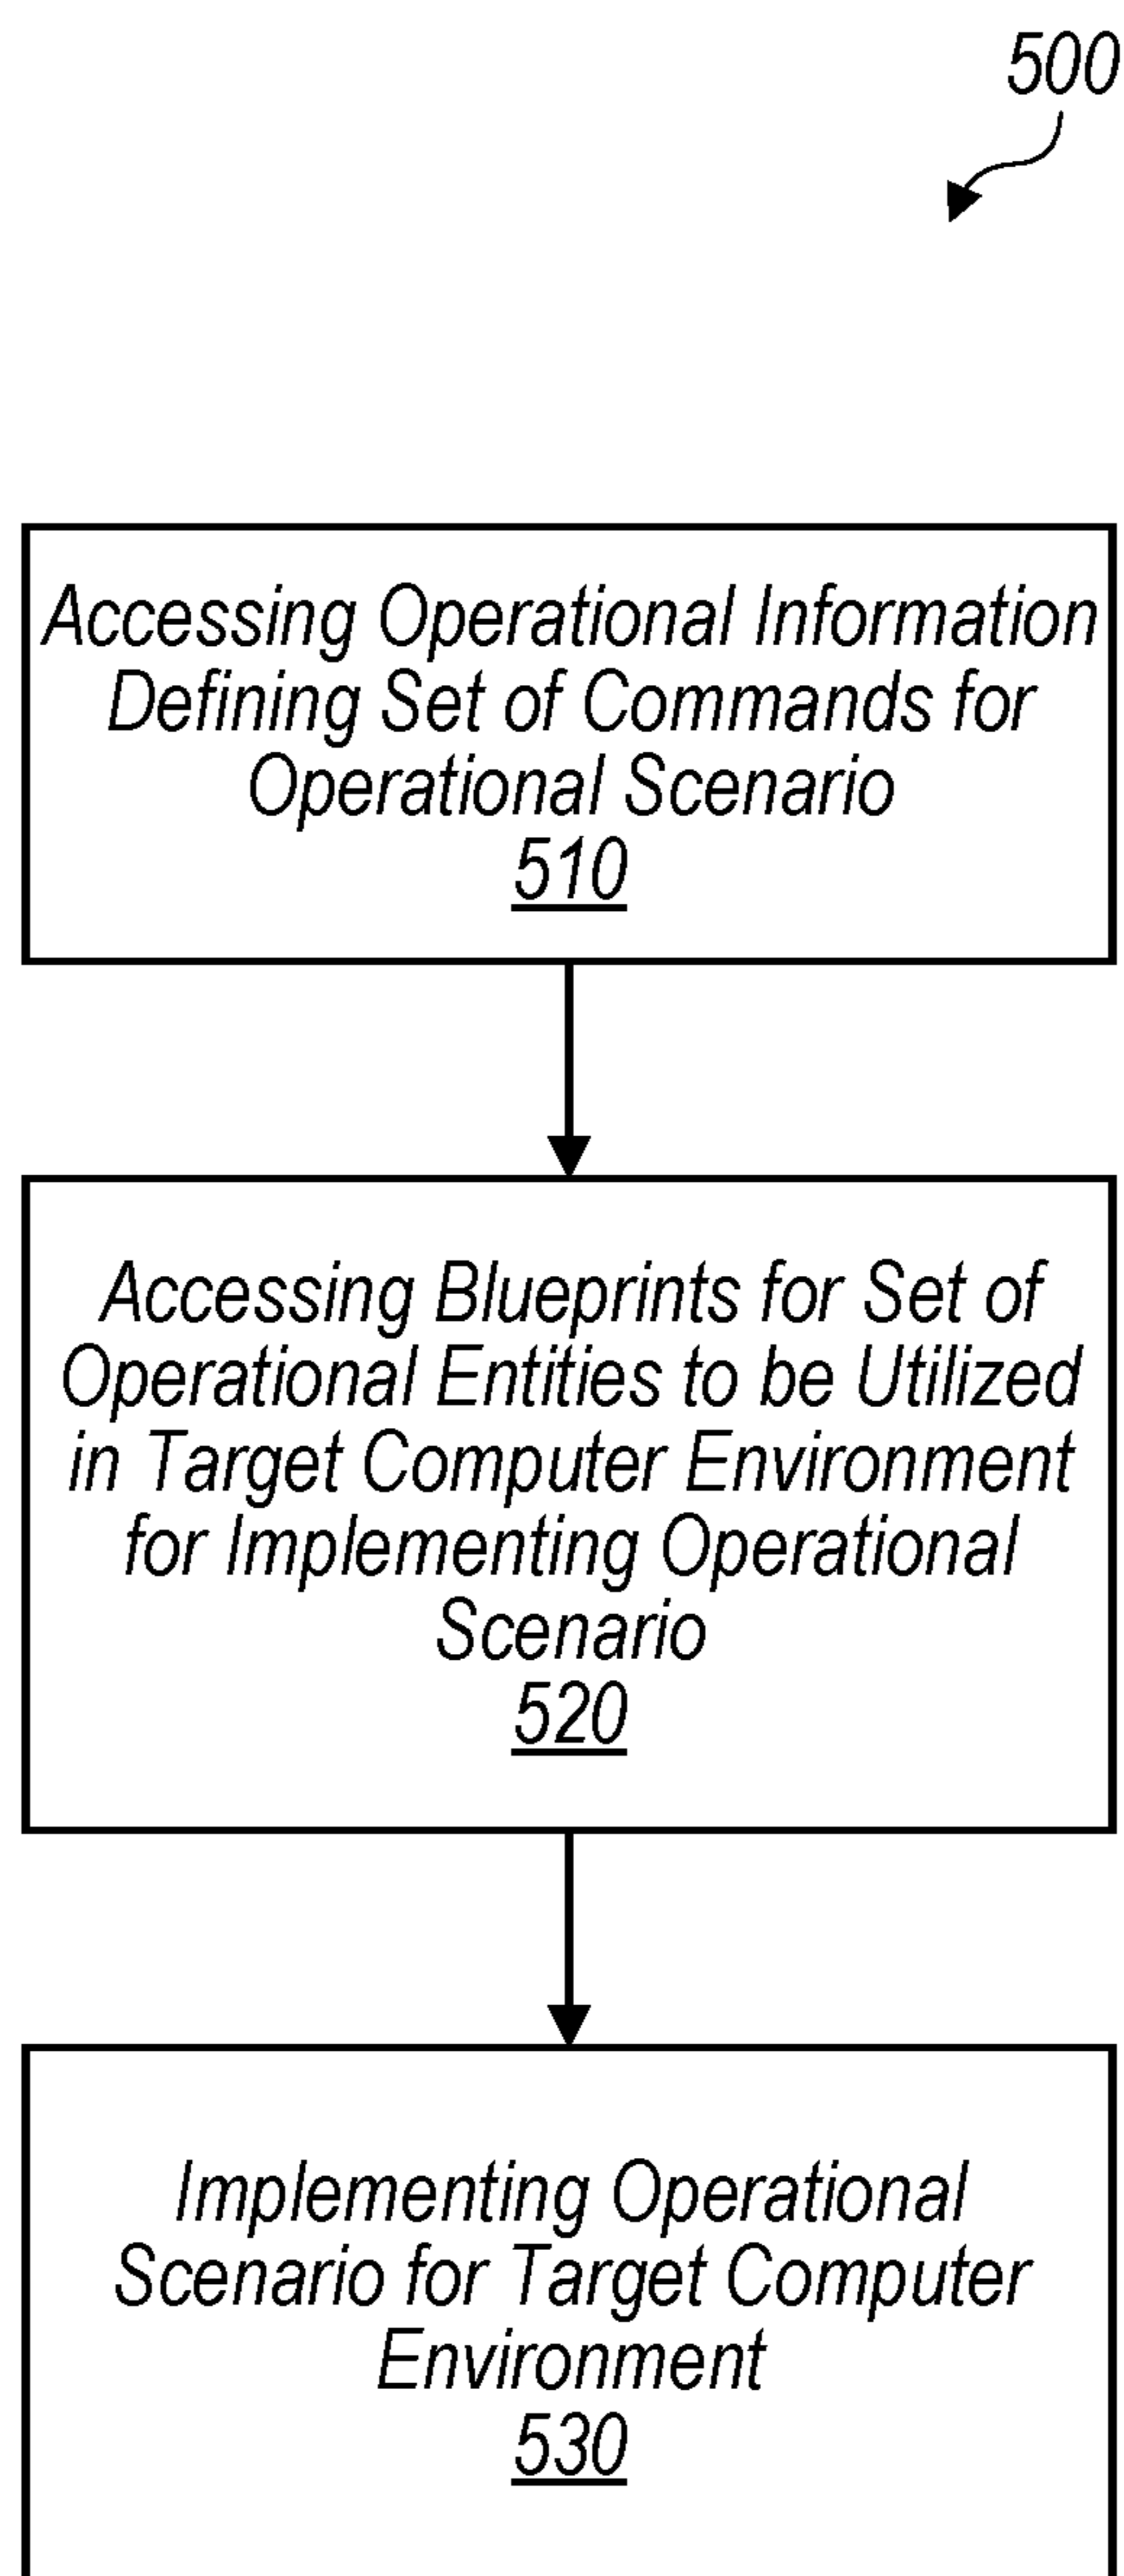 500
Accessing Operational Information
Defining Set of Commands for
Operational Scenario
510
Accessing Blueprints for Set of
Operational Entities to be Utilized
in Target Computer Environment
for Implementing Operational
Scenario
520
Implementing Operational
Scenario for Target Computer
Environment
530